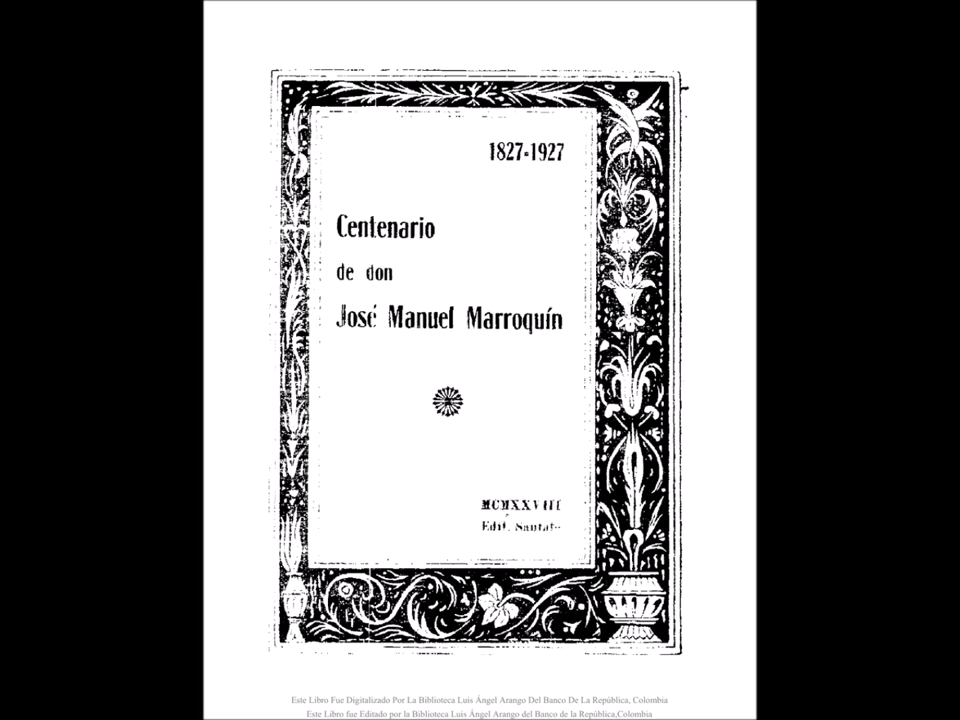 1827-1927
Centenario
de don
José Manuel Marroquín
MCMXXVIII
Edit. Santafe
Este Libro Fue Digitalizado Por La Biblioteca Luis Ángel Arango Del Banco De La República, Colombia
Este Libro fue Editado por la Biblioteca Luis Ángel Arango del Banco de la República,Colombia